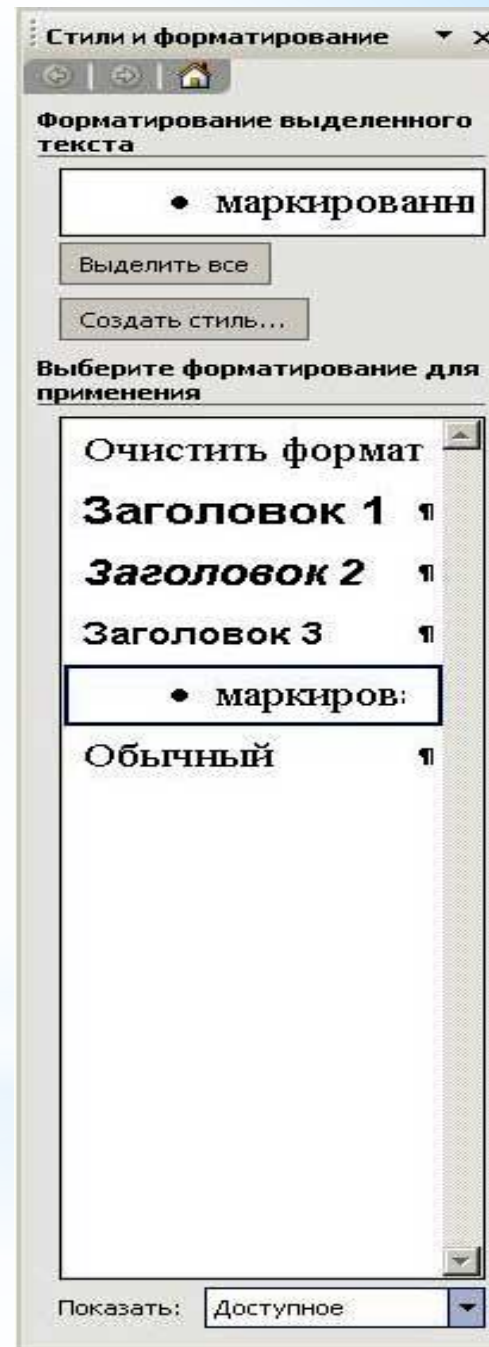 Стили и форматирование
Форматирование выделенного
текста
• маркированн
Выделить все
Создать стиль...
Выберите форматирование для
применения
Очистить формат
Заголовок 1 ¶
Заголовок 2 ¶
Заголовок 3 ¶
• маркиров
Обычный ¶
Показать: Доступное